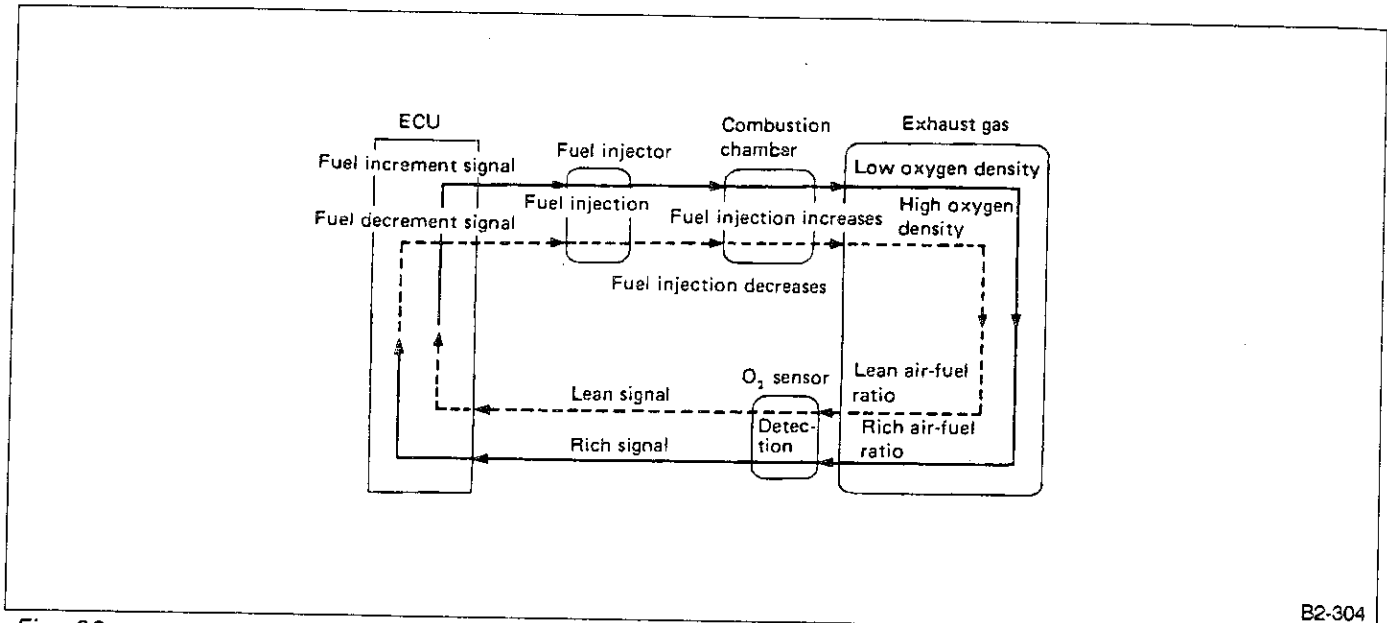 ECU
Fuel increment signal
Fuel decrement signal
Fuel injector
Fuel injection
Combustion
chamber
Fuel injection increases
Fuel injection decreases
Exhaust gas
Low oxygen density
High oxygen
density
Lean air-fuel
ratio
Rich air-fuel
ratio
O₂ sensor
Detec-
tion
Lean signal
Rich signal
B2-304